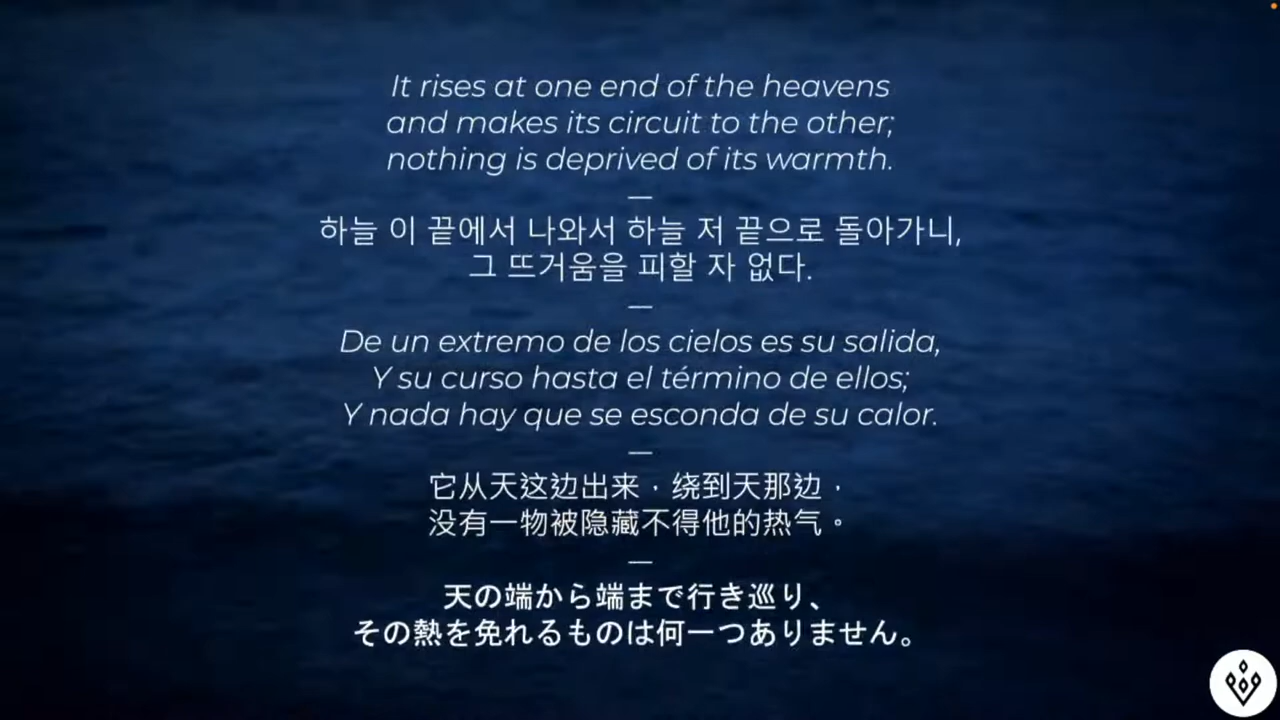 It rises at one end of the heavens
and makes its circuit to the other;
nothing is deprived of its warmth.
—
하늘 이 끝에서 나와서 하늘 저 끝으로 돌아가니,
그 뜨거움을 피할 자 없다.
—
De un extremo de los cielos es su salida,
Y su curso hasta el término de ellos;
Y nada hay que se esconda de su calor.
—
它从天这边出来，绕到天那边，
没有一物被隐藏不得他的热气。
—
天の端から端まで行き巡り、
その熱を免れるものは何一つありません。